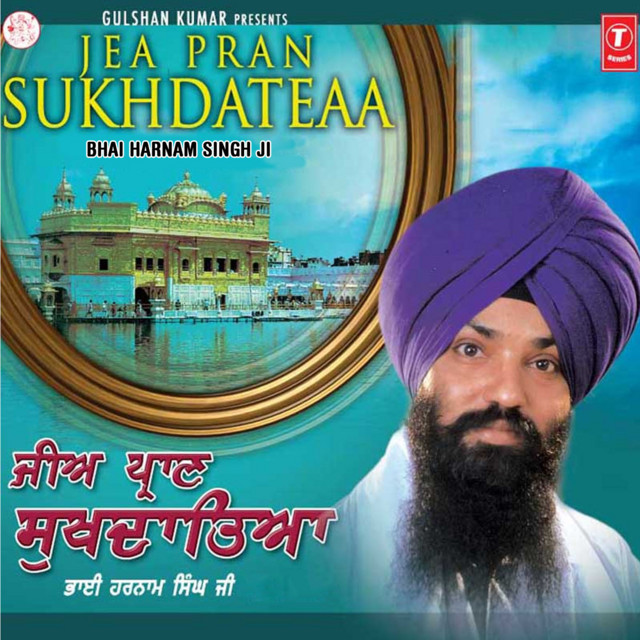 GULSHAN KUMAR PRESENTS
JEA PRAN
SUKHDATEAA
BHAI HARNAM SINGH JI
T
SERIES
ਜੀਅ ਪ੍ਰਾਣ
ਸੁਖਦਾਤਿਆ
ਭਾਈ ਹਰਨਾਮ ਸਿੰਘ ਜੀ